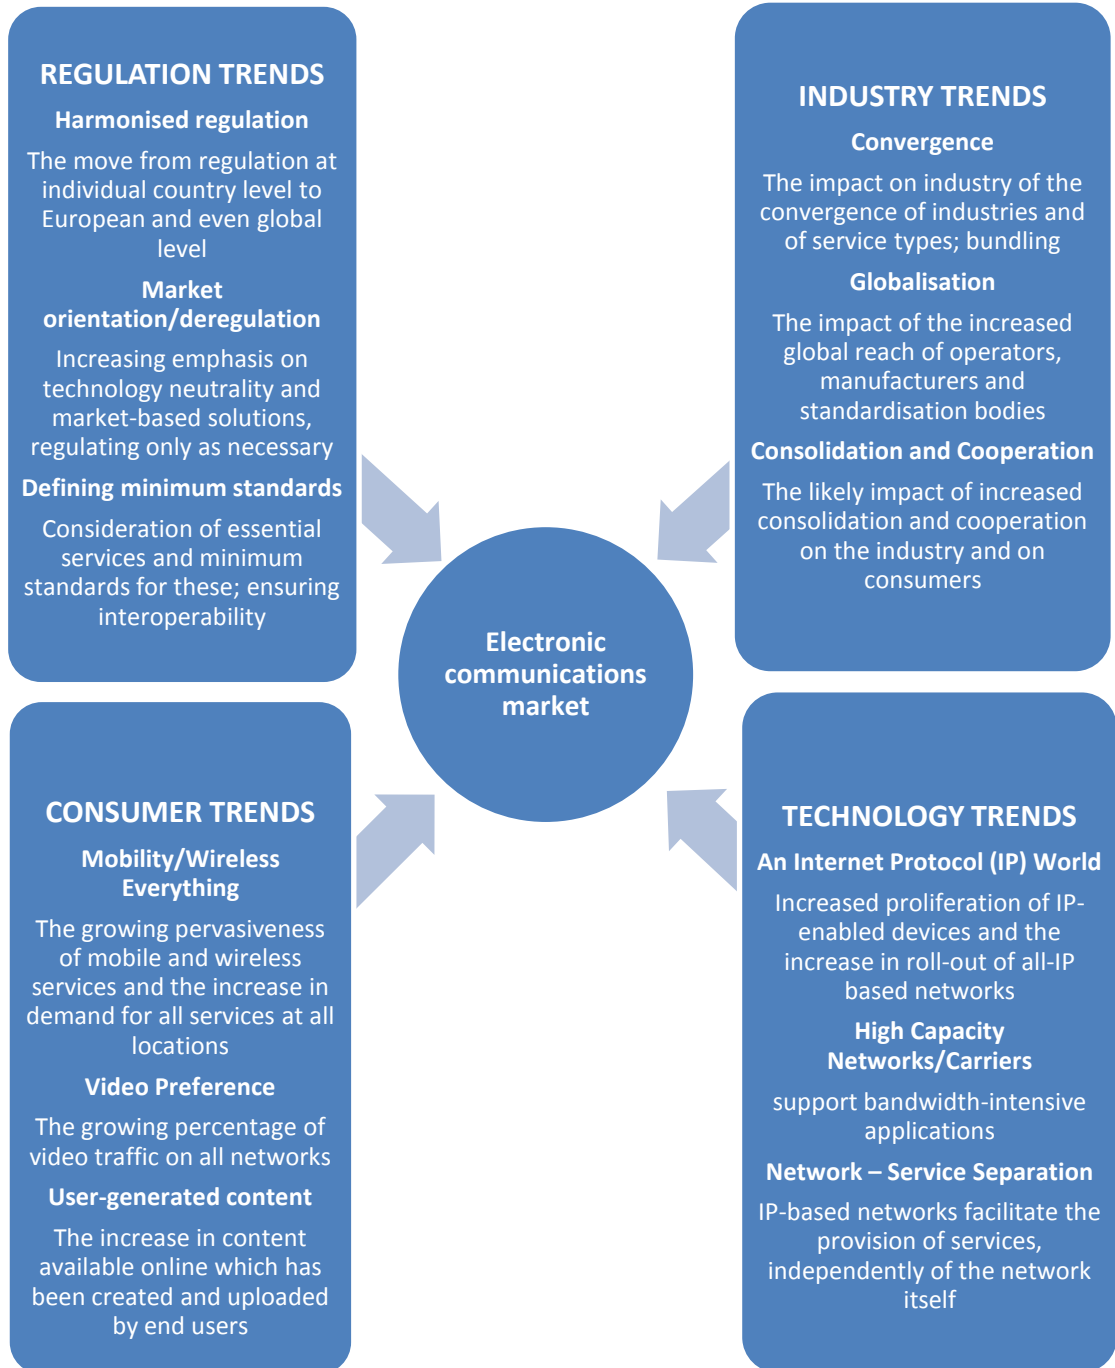 REGULATION TRENDS
Harmonised regulation
The move from regulation at
individual country level to
European and even global
level
Market
orientation/deregulation
Increasing emphasis on
technology neutrality and
market-based solutions,
regulating only as necessary
Defining minimum standards
Consideration of essential
services and minimum
standards for these; ensuring
interoperability
INDUSTRY TRENDS
Convergence
The impact on industry of the
convergence of industries and
of service types; bundling
Globalisation
The impact of the increased
global reach of operators,
manufacturers and
standardisation bodies
Consolidation and Cooperation
The likely impact of increased
consolidation and cooperation
on the industry and on
consumers
Electronic
communications
market
CONSUMER TRENDS
Mobility/Wireless
Everything
The growing pervasiveness
of mobile and wireless
services and the increase in
demand for all services at all
locations
Video Preference
The growing percentage of
video traffic on all networks
User-generated content
The increase in content
available online which has
been created and uploaded
by end users
TECHNOLOGY TRENDS
An Internet Protocol (IP) World
Increased proliferation of IP-
enabled devices and the
increase in roll-out of all-IP
based networks
High Capacity
Networks/Carriers
support bandwidth-intensive
applications
Network – Service Separation
IP-based networks facilitate the
provision of services,
independently of the network
itself